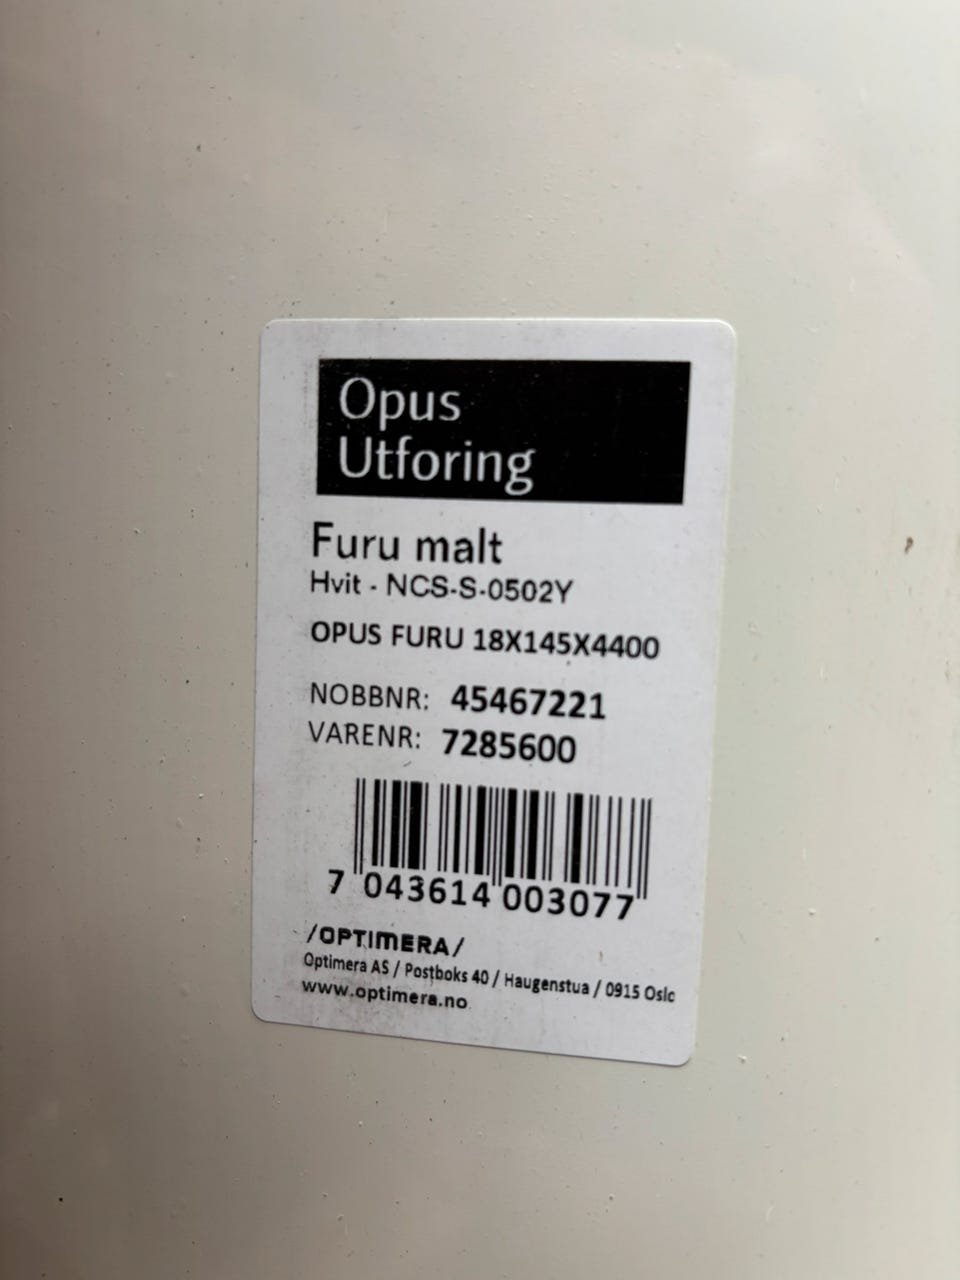 Opus
Utforing
Furu malt
Hvit - NCS-S-0502Y
OPUS FURU 18X145X4400
NOBBNR: 45467221
VARENR: 7285600
7 043614 003077
/OPTIMERA/
Optimera AS / Postboks 40 / Haugenstua / 0915 Oslo
www.optimera.no